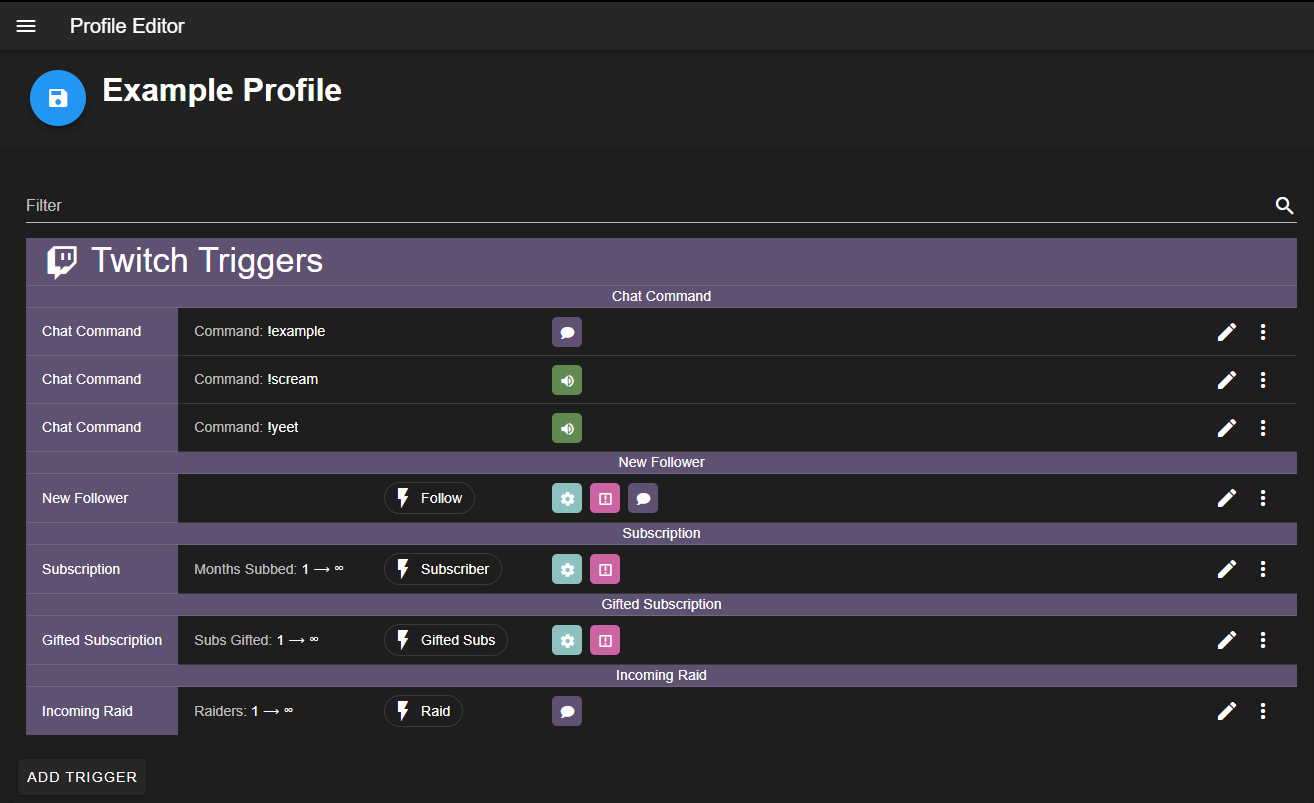 Profile Editor
Example Profile
Filter
Twitch Triggers
Chat Command
Chat Command Command: !example
Chat Command Command: !scream
Chat Command Command: !yeet
New Follower
New Follower Follow
Subscription
Subscription Months Subbed: 1 → ∞ Subscriber
Gifted Subscription
Gifted Subscription Subs Gifted: 1 → ∞ Gifted Subs
Incoming Raid
Incoming Raid Raiders: 1 → ∞ Raid
ADD TRIGGER